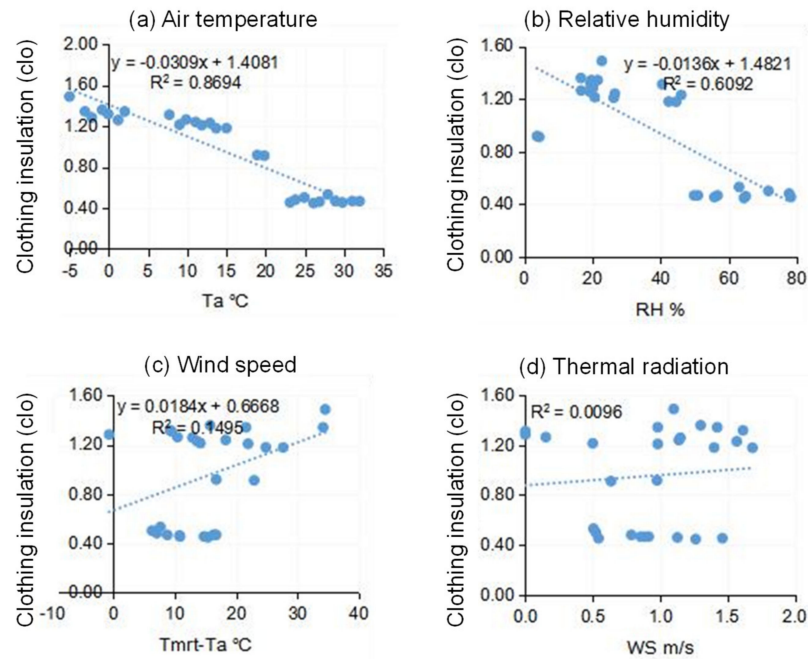 (a) Air temperature
Clothing insulation (clo)
2.00
1.60
1.20
0.80
0.40
0.00
y = -0.0309x + 1.4081
R² = 0.8694
-5 0 5 10 15 20 25 30 35
Ta ºC
(b) Relative humidity
Clothing insulation (clo)
1.60
1.20
0.80
0.40
0.00
y = -0.0136x + 1.4821
R² = 0.6092
0 20 40 60 80
RH %
(c) Wind speed
Clothing insulation (clo)
1.60
1.20
0.80
0.40
0.00
y = 0.0184x + 0.6668
R² = 0.1495
-10 0 10 20 30 40
Tmrt-Ta ºC
(d) Thermal radiation
Clothing insulation (clo)
1.60
1.20
0.80
0.40
0.00
R² = 0.0096
0.0 0.5 1.0 1.5 2.0
WS m/s